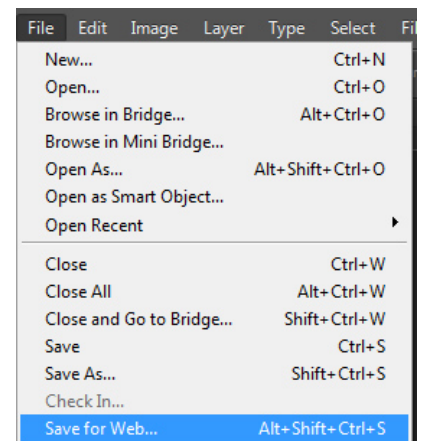 File Edit Image Layer Type Select Fil
New... Ctrl+N
Open... Ctrl+O
Browse in Bridge... Alt+Ctrl+O
Browse in Mini Bridge...
Open As... Alt+Shift+Ctrl+O
Open as Smart Object...
Open Recent
Close Ctrl+W
Close All Alt+Ctrl+W
Close and Go to Bridge... Shift+Ctrl+W
Save Ctrl+S
Save As... Shift+Ctrl+S
Check In...
Save for Web... Alt+Shift+Ctrl+S